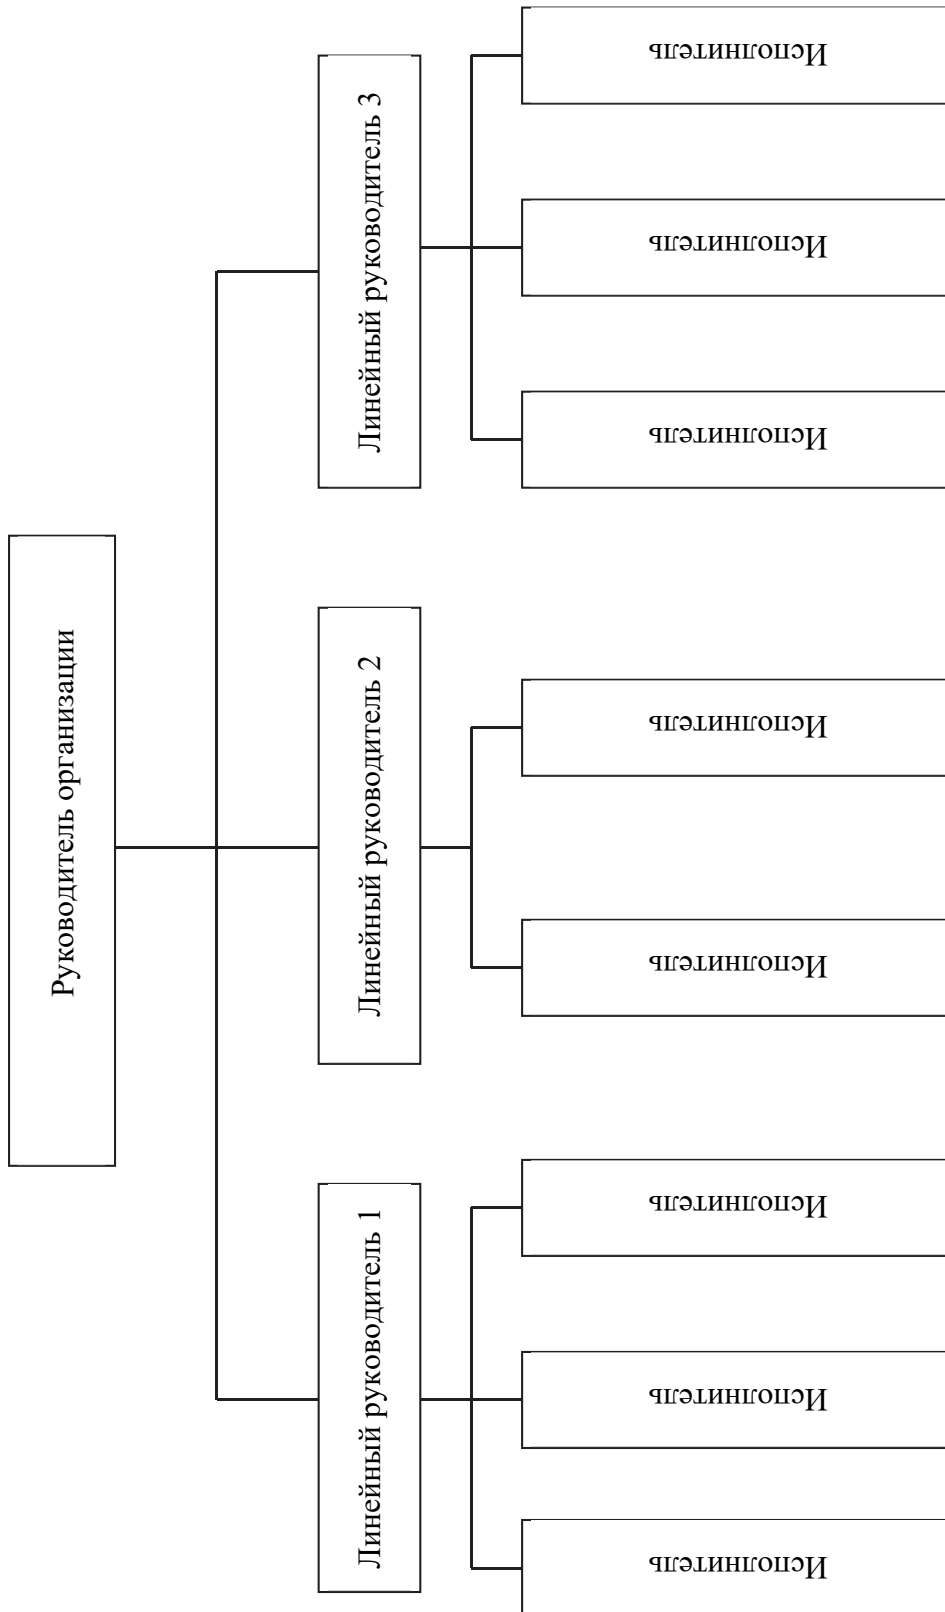 Руководитель организации
Линейный руководитель 1
Линейный руководитель 2
Линейный руководитель 3
Исполнитель
Исполнитель
Исполнитель
Исполнитель
Исполнитель
Исполнитель
Исполнитель
Исполнитель